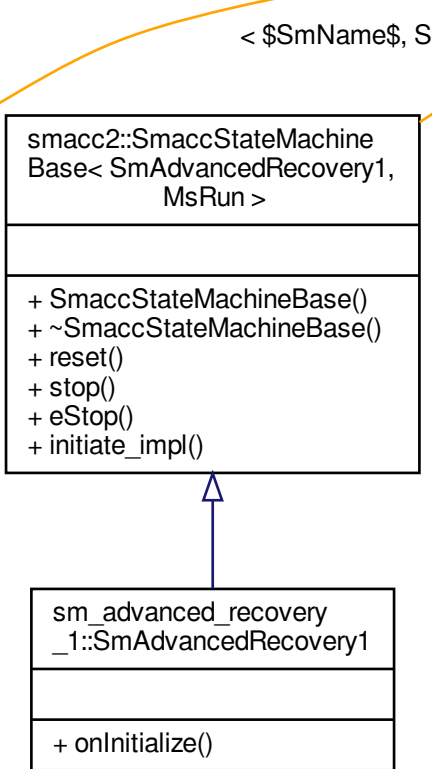 < $SmName$, S
smacc2::SmaccStateMachine
Base< SmAdvancedRecovery1,
MsRun >
+ SmaccStateMachineBase()
+ ~SmaccStateMachineBase()
+ reset()
+ stop()
+ eStop()
+ initiate_impl()
sm_advanced_recovery
_1::SmAdvancedRecovery1
+ onInitialize()